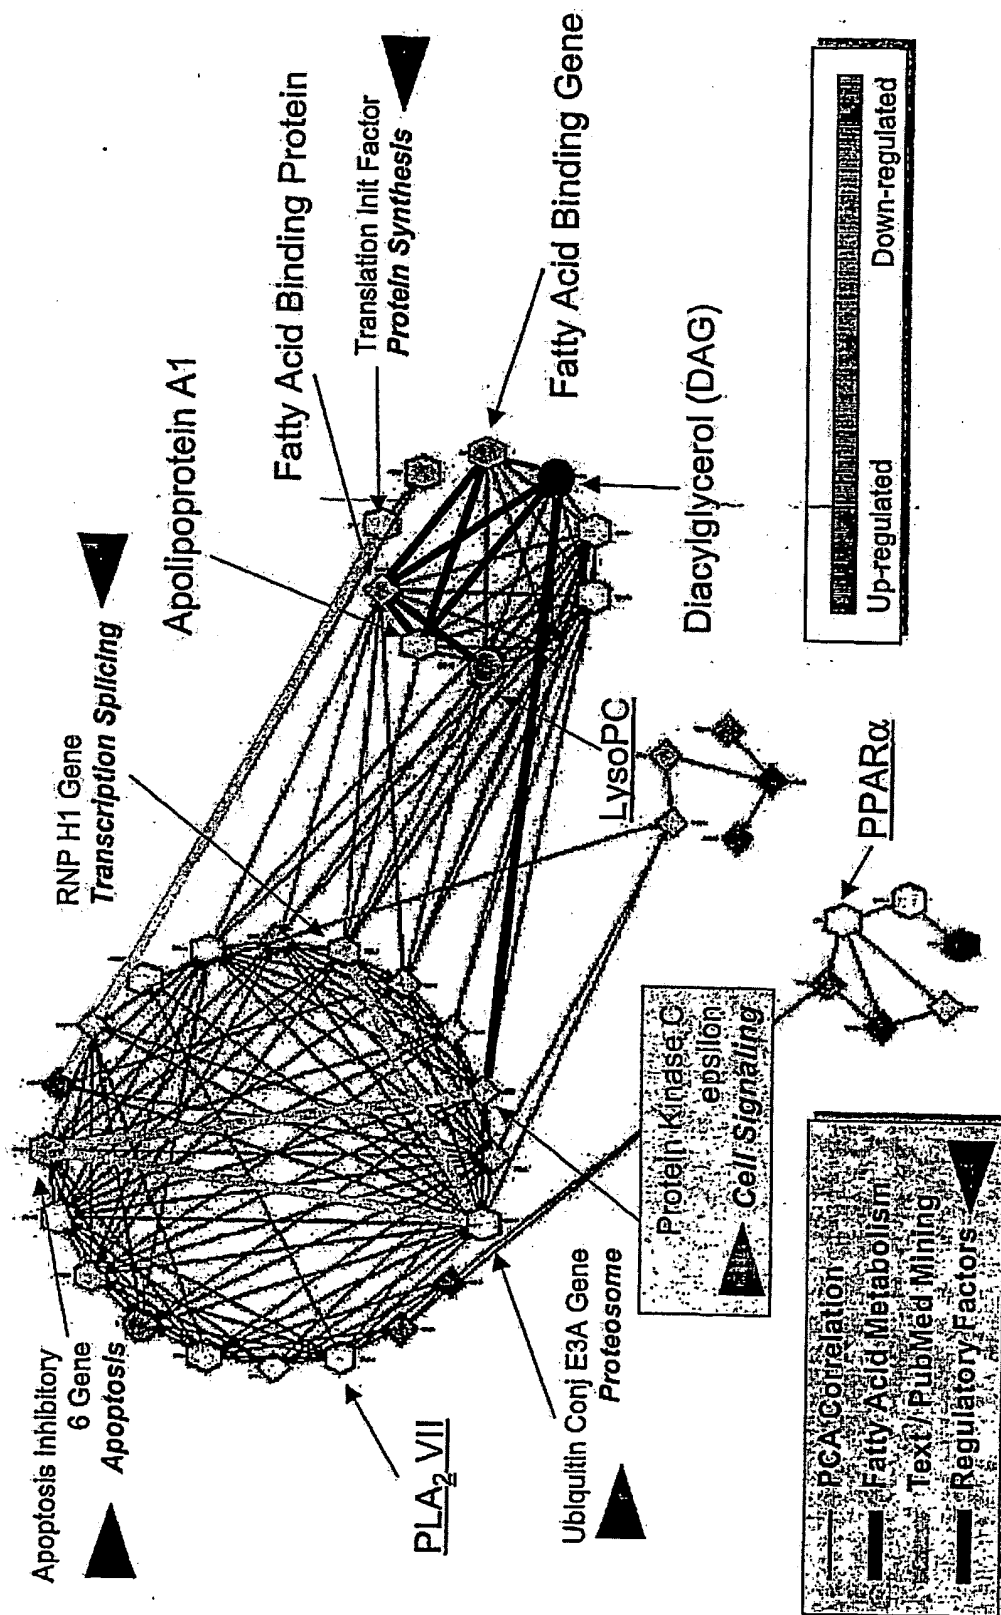 Apoptosis Inhibitory
6 Gene
Apoptosis
RNP H1 Gene
Transcription Splicing
Apolipoprotein A1
Fatty Acid Binding Protein
Translation Init Factor
Protein Synthesis
Fatty Acid Binding Gene
Diacylglycerol (DAG)
LysoPC
PPARα
PLA2 VII
Ubiquitin Conj E3A Gene
Proteosome
Protein Kinase C
epsilon
Cell Signaling
PCA Correlation
Fatty Acid Metabolism
Text / PubMed Mining
Regulatory Factors
Up-regulated
Down-regulated